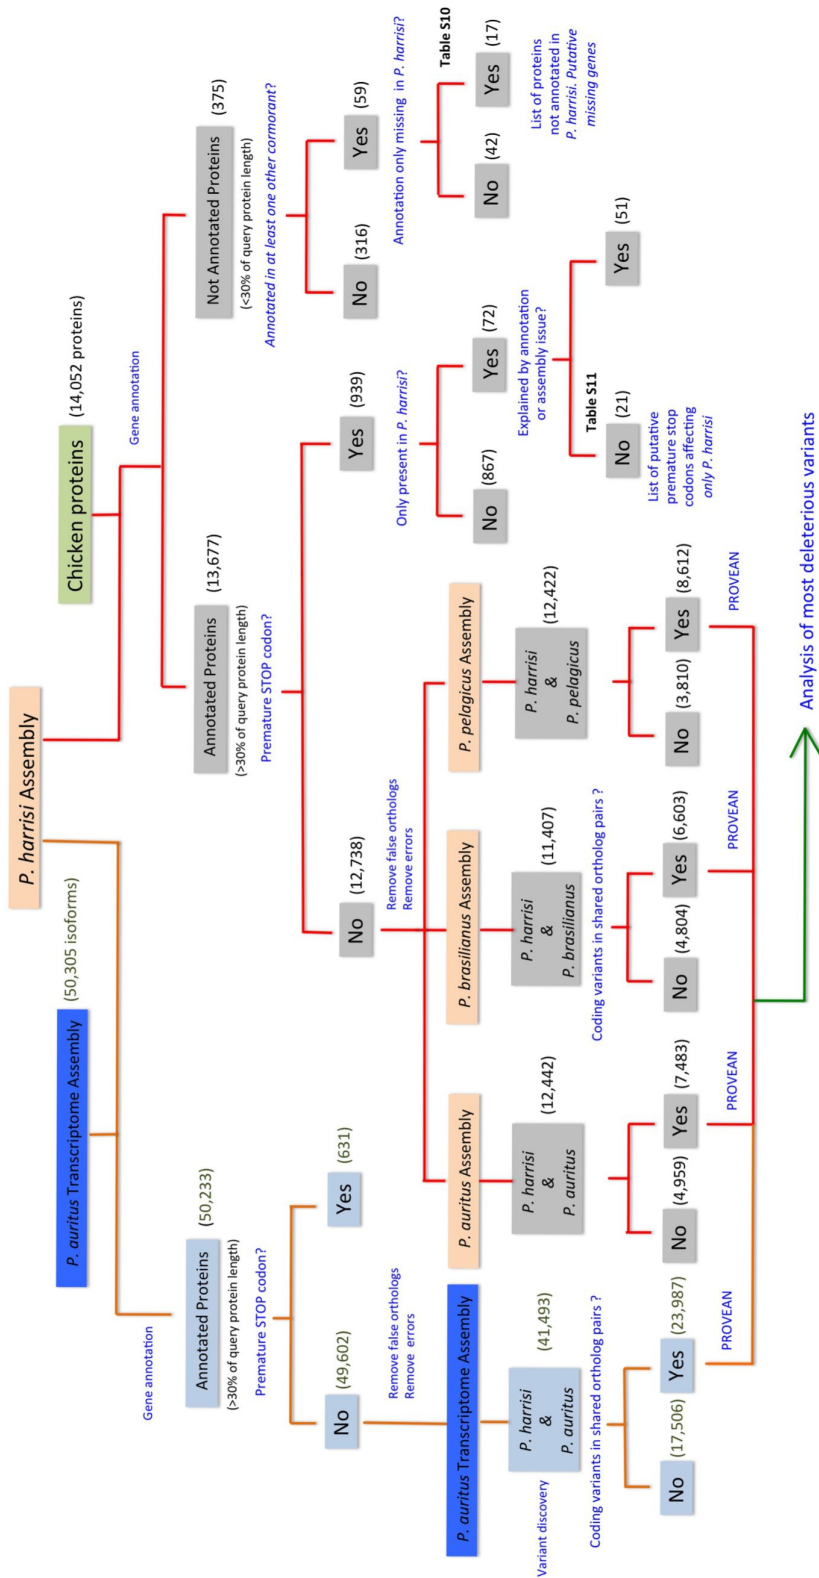 P. harrisi Assembly
P. auritus Transcriptome Assembly (50,305 isoforms)
Chicken proteins (14,052 proteins)
Gene annotation
Gene annotation
Annotated Proteins (50,233)
(>30% of query protein length)
Premature STOP codon?
No (49,602)
Yes (631)
Remove false orthologs
Remove errors
P. auritus Transcriptome Assembly
Variant discovery
P. harrisi
&
P. auritus
(41,493)
Coding variants in shared ortholog pairs ?
No (17,506)
Yes (23,987)
PROVEAN
Annotated Proteins (13,677)
(>30% of query protein length)
Premature STOP codon?
No (12,738)
Yes (939)
Remove false orthologs
Remove errors
P. auritus Assembly
P. harrisi
&
P. auritus
(12,442)
No (4,959)
Yes (7,483)
PROVEAN
P. brasilianus Assembly
P. harrisi
&
P. brasilianus
(11,407)
Coding variants in shared ortholog pairs ?
No (4,804)
Yes (6,603)
PROVEAN
P. pelagicus Assembly
P. harrisi
&
P. pelagicus
(12,422)
No (3,810)
Yes (8,612)
PROVEAN
Only present in P. harrisi?
No (867)
Yes (72)
Explained by annotation
or assembly issue?
Table S11
No (21)
Yes (51)
List of putative
premature stop
codons affecting
only P. harrisi
Not Annotated Proteins (375)
(<30% of query protein length)
Annotated in at least one other cormorant?
No (316)
Yes (59)
Annotation only missing in P. harrisi?
Table S10
No (42)
Yes (17)
List of proteins
not annotated in
P. harrisi. Putative
missing genes
Analysis of most deleterious variants